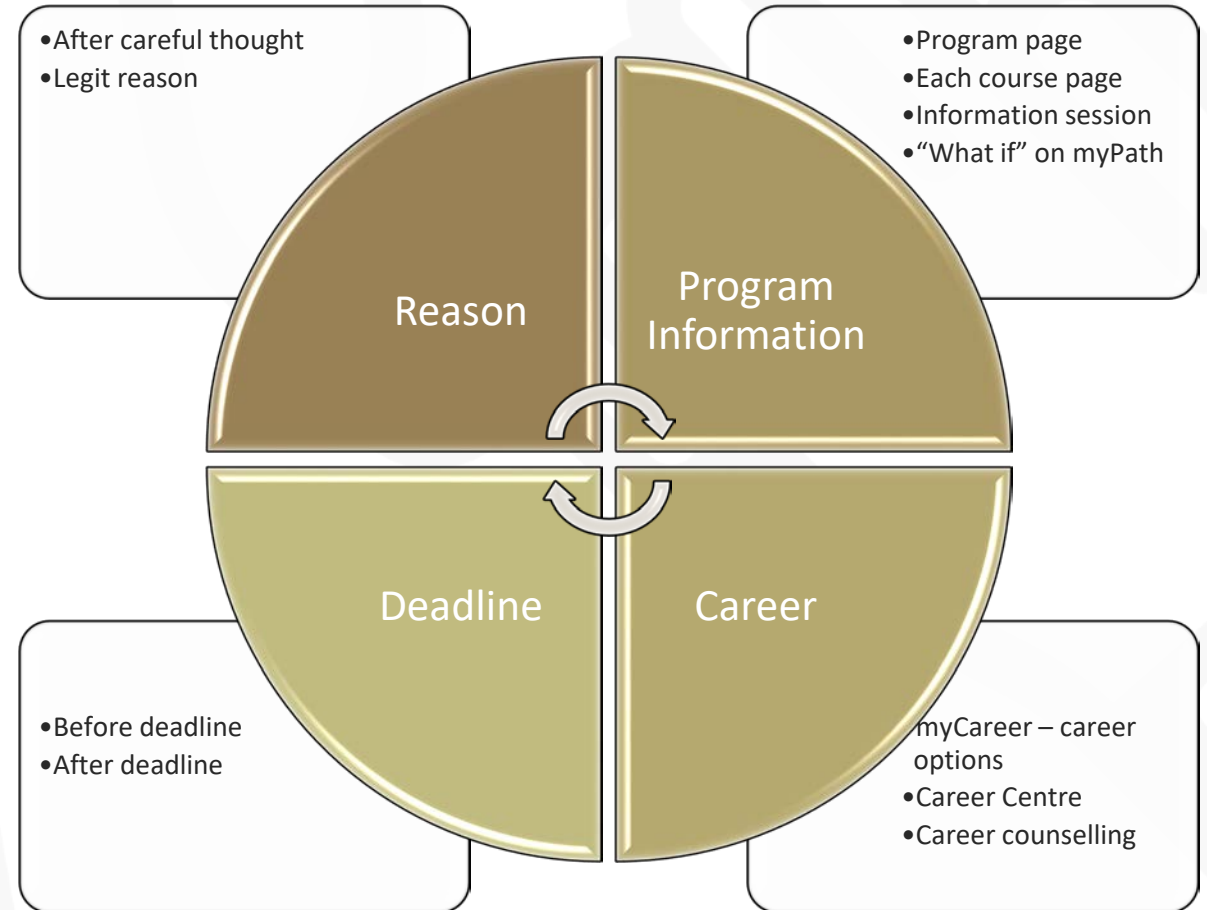 •After careful thought
•Legit reason
•Program page
•Each course page
•Information session
•“What if” on myPath
Reason
Program
Information
Deadline
Career
•Before deadline
•After deadline
myCareer – career
options
•Career Centre
•Career counselling